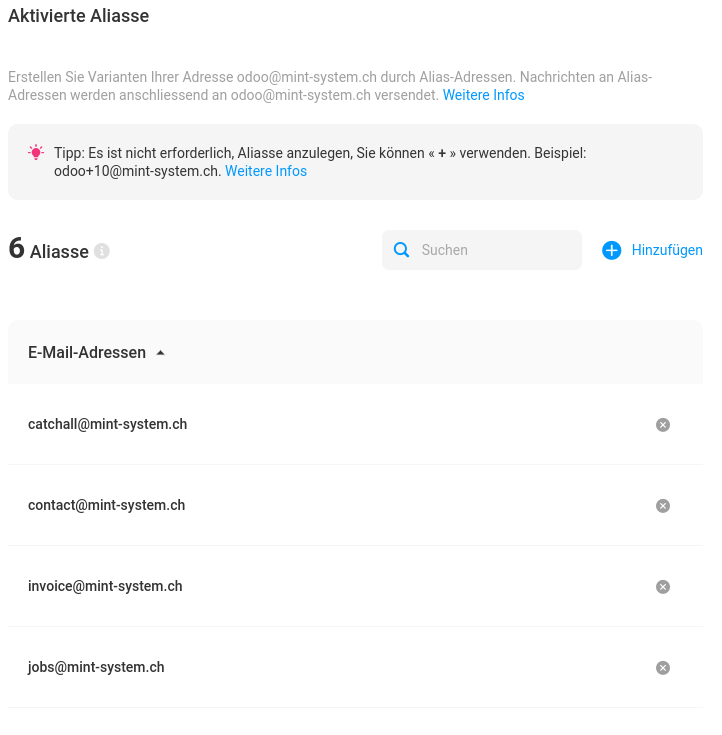 Aktivierte Aliasse
Erstellen Sie Varianten Ihrer Adresse odoo@mint-system.ch durch Alias-Adressen. Nachrichten an Alias-
Adressen werden anschliessend an odoo@mint-system.ch versendet. Weitere Infos
Tipp: Es ist nicht erforderlich, Aliasse anzulegen, Sie können « + » verwenden. Beispiel:
odoo+10@mint-system.ch. Weitere Infos
6 Aliasse
Suchen
Hinzufügen
E-Mail-Adressen
catchall@mint-system.ch
contact@mint-system.ch
invoice@mint-system.ch
jobs@mint-system.ch